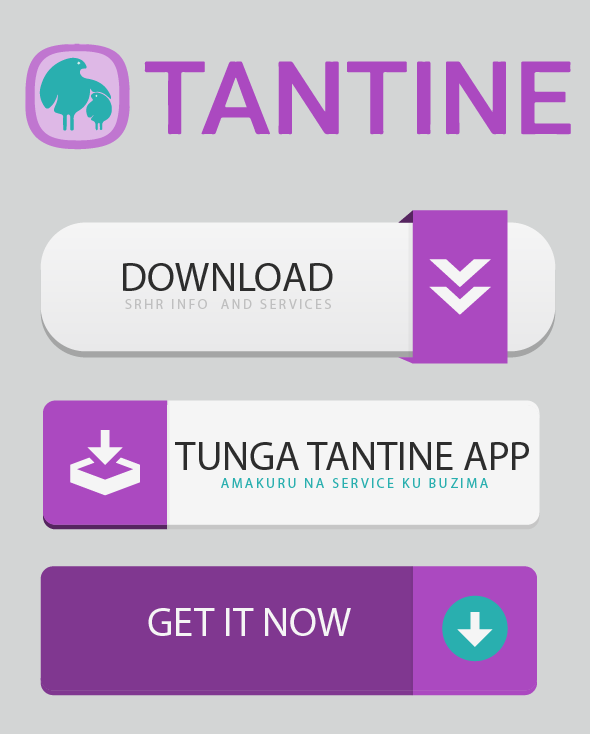 TANTINE
DOWNLOAD
SRHR INFO AND SERVICES
TUNGA TANTINE APP
AMAKURU NA SERVICE KU BUZIMA
GET IT NOW